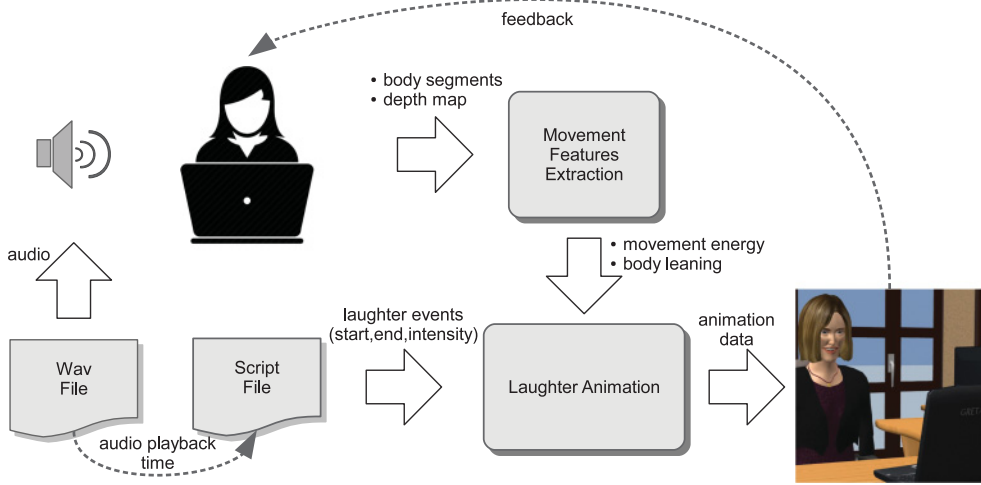 feedback
• body segments
• depth map
Movement
Features
Extraction
audio
• movement energy
• body leaning
laughter events
(start,end,intensity)
animation
data
Wav
File
Script
File
Laughter Animation
audio playback
time